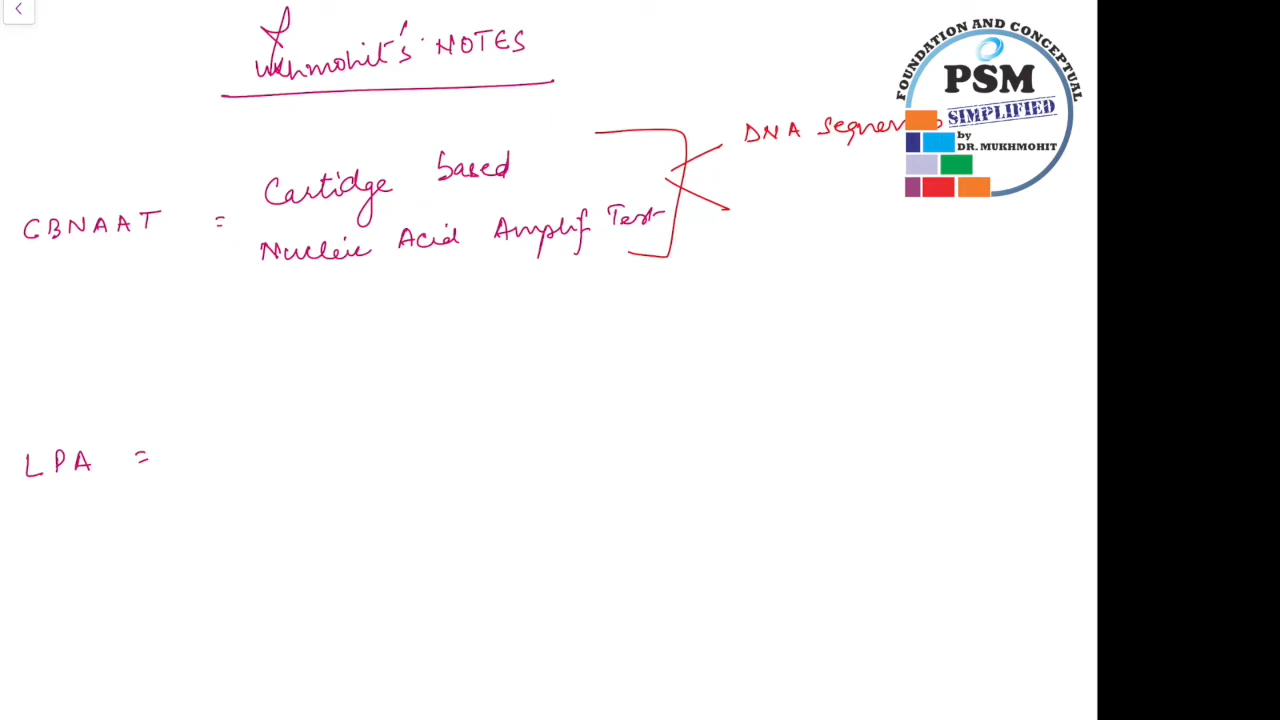 Mukhmohit's NOTES
FOUNDATION AND CONCEPTUAL
PSM
SIMPLIFIED
by
DR. MUKHMOHIT
DNA
Cartidge based
CBNAAT =
Nucleic Acid Amplif Test
LPA =